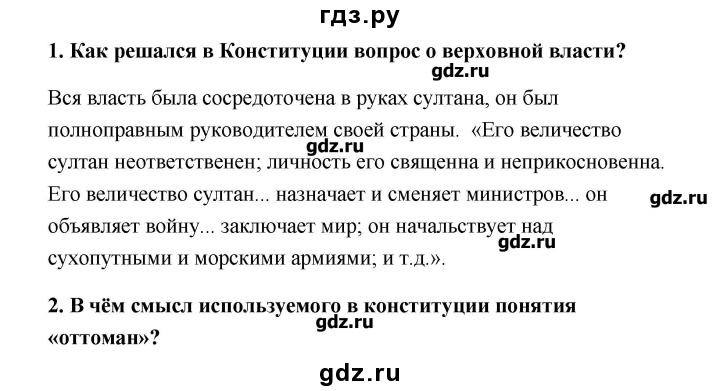 гдз.ру
1. Как решался в Конституции вопрос о верховной власти?
gdz.ru
Вся власть была сосредоточена в руках султана, он был
полноправным руководителем своей страны. «Его величество
gdz.ru
султан неответственен; личность его священна и неприкосновенна.
Его величество султан... назначает и сменяет министров... он
gdz.ru
объявляет войну... заключает мир; он начальствует над
gdz.ru
сухопутными и морскими армиями; и т.д.».
2. В чём смысл используемого в конституции понятия
gdz.ru
«оттоман»?
gdz.ru